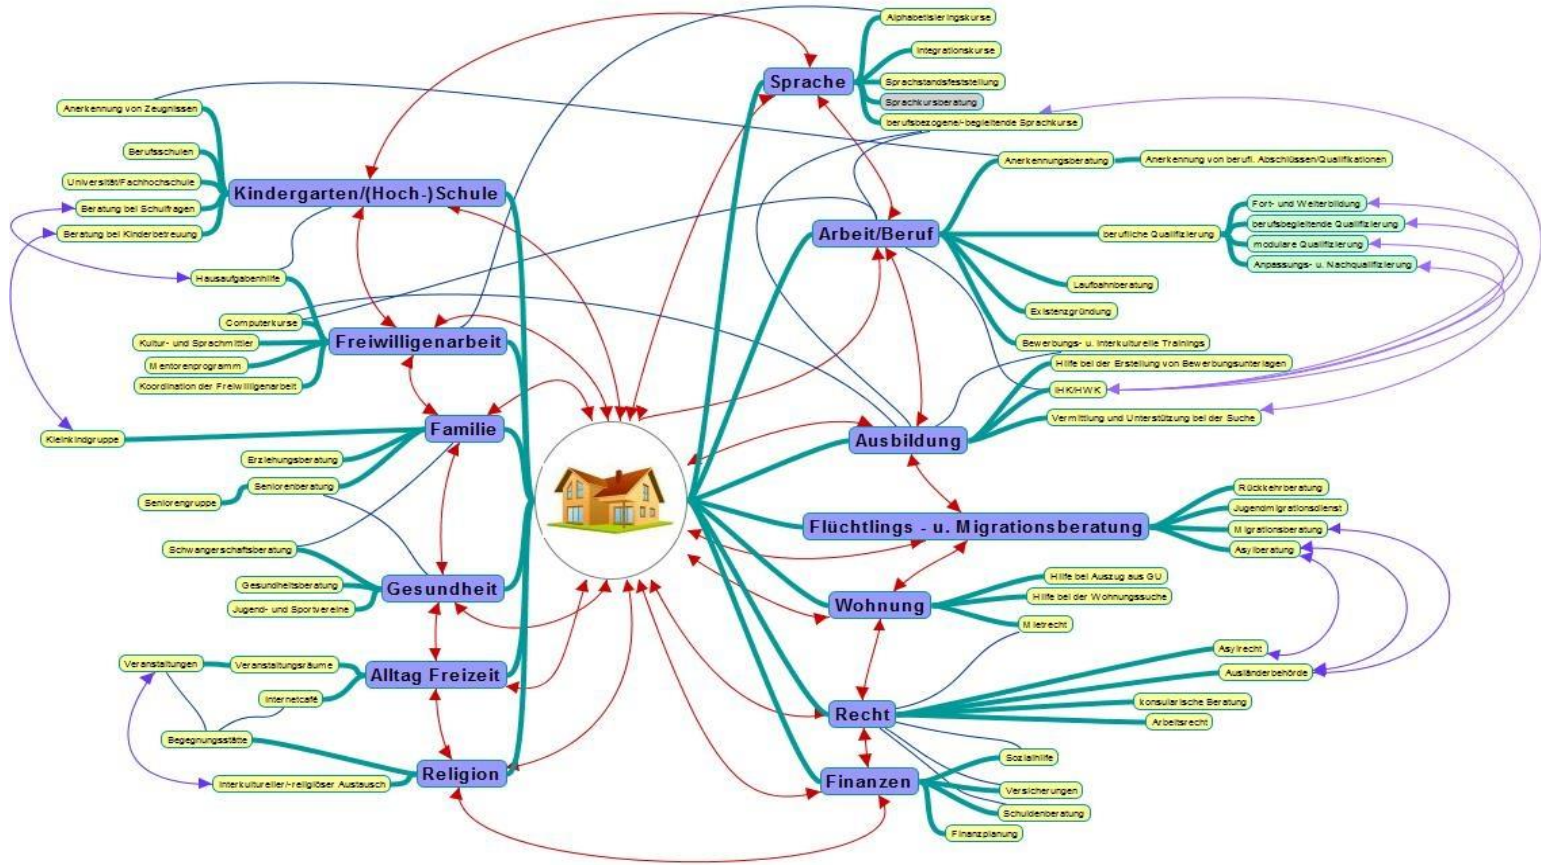 Alphabetisieringskurse
Integrationskurse
Sprache
Sprachstandsfeststellung
Sprachkursberatung
berufsbezogene/-begleitende Sprachkurse
Anerkennung von Zeugnissen
Berufsschulen
Universität/Fachhochschule
Kindergarten/(Hoch-)Schule
Beratung bei Schulfragen
Beratung bei Kinderbetreuung
Anerkennungsberatung
Anerkennung von berufl. Abschlüssen/Qualifikationen
Arbeit/Beruf
berufliche Qualifizierung
Fort- und Weiterbildung
berufsbegleitende Qualifizierung
modulare Qualifizierung
Anpassungs- u. Nachqualifizierung
Laufbahnberatung
Existenzgründung
Bewerbungs- u. Interkulturelle Trainings
Hausaufgabenhilfe
Computerkurse
Kultur- und Sprachmittler
Freiwilligenarbeit
Mentorenprogramm
Koordination der Freiwilligenarbeit
Hilfe bei der Erstellung von Bewerbungsunterlagen
IHK/HWK
Vermittlung und Unterstützung bei der Suche
Ausbildung
Familie
Kleinkindgruppe
Erziehungsberatung
Seniorenberatung
Seniorengruppe
Rückkehrberatung
Jugendmigrationsdienst
Flüchtlings - u. Migrationsberatung
Migrationsberatung
Asylberatung
Schwangerschaftsberatung
Gesundheitsberatung
Gesundheit
Jugend- und Sportvereine
Hilfe bei Auszug aus GU
Wohnung
Hilfe bei der Wohnungssuche
Mietrecht
Veranstaltungen
Veranstaltungsräume
Alltag Freizeit
Internetcafé
Asylrecht
Ausländerbehörde
konsularische Beratung
Recht
Arbeitsrecht
Begegnungsstätte
Religion
Interkultureller/-religiöser Austausch
Sozialhilfe
Finanzen
Versicherungen
Schuldenberatung
Finanzplanung